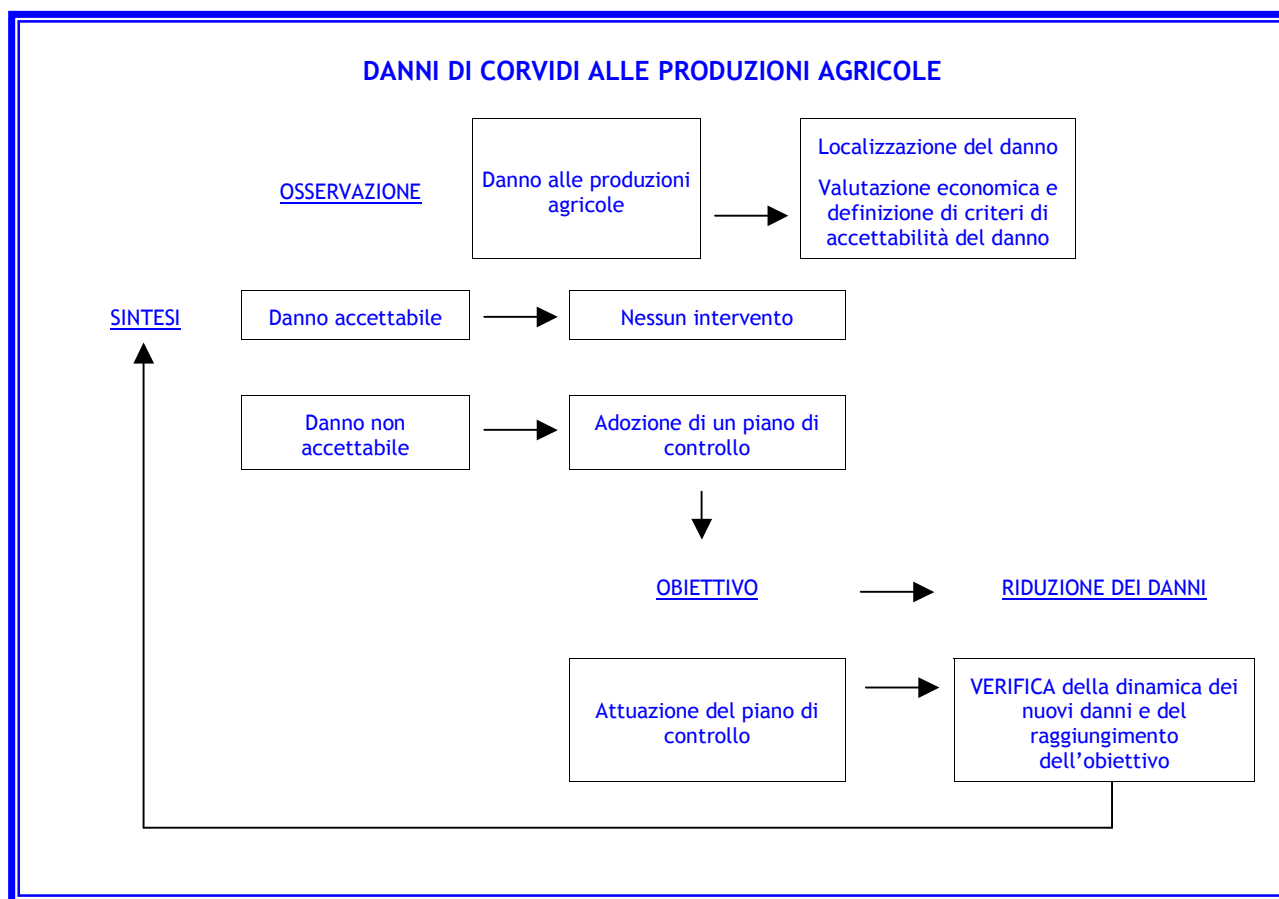 DANNI DI CORVIDI ALLE PRODUZIONI AGRICOLE
OSSERVAZIONE
Danno alle produzioni
agricole
Localizzazione del danno
Valutazione economica e
definizione di criteri di
accettabilità del danno
SINTESI
Danno accettabile
Nessun intervento
Danno non
accettabile
Adozione di un piano di
controllo
OBIETTIVO
RIDUZIONE DEI DANNI
Attuazione del piano di
controllo
VERIFICA della dinamica dei
nuovi danni e del
raggiungimento
dell’obiettivo